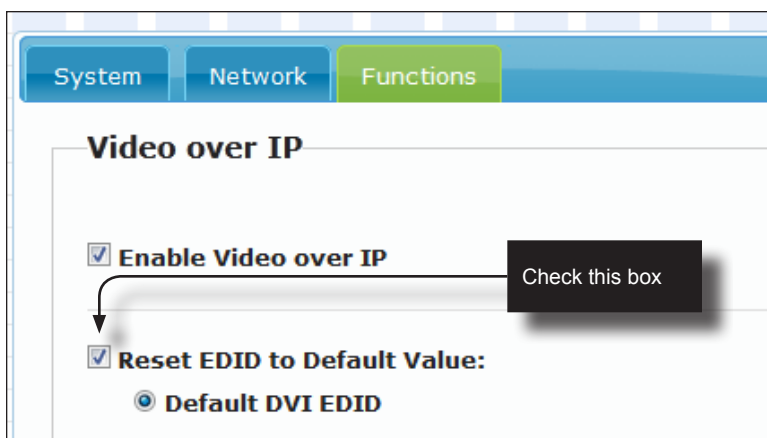 System Network Functions
Video over IP
Enable Video over IP
Check this box
Reset EDID to Default Value:
Default DVI EDID